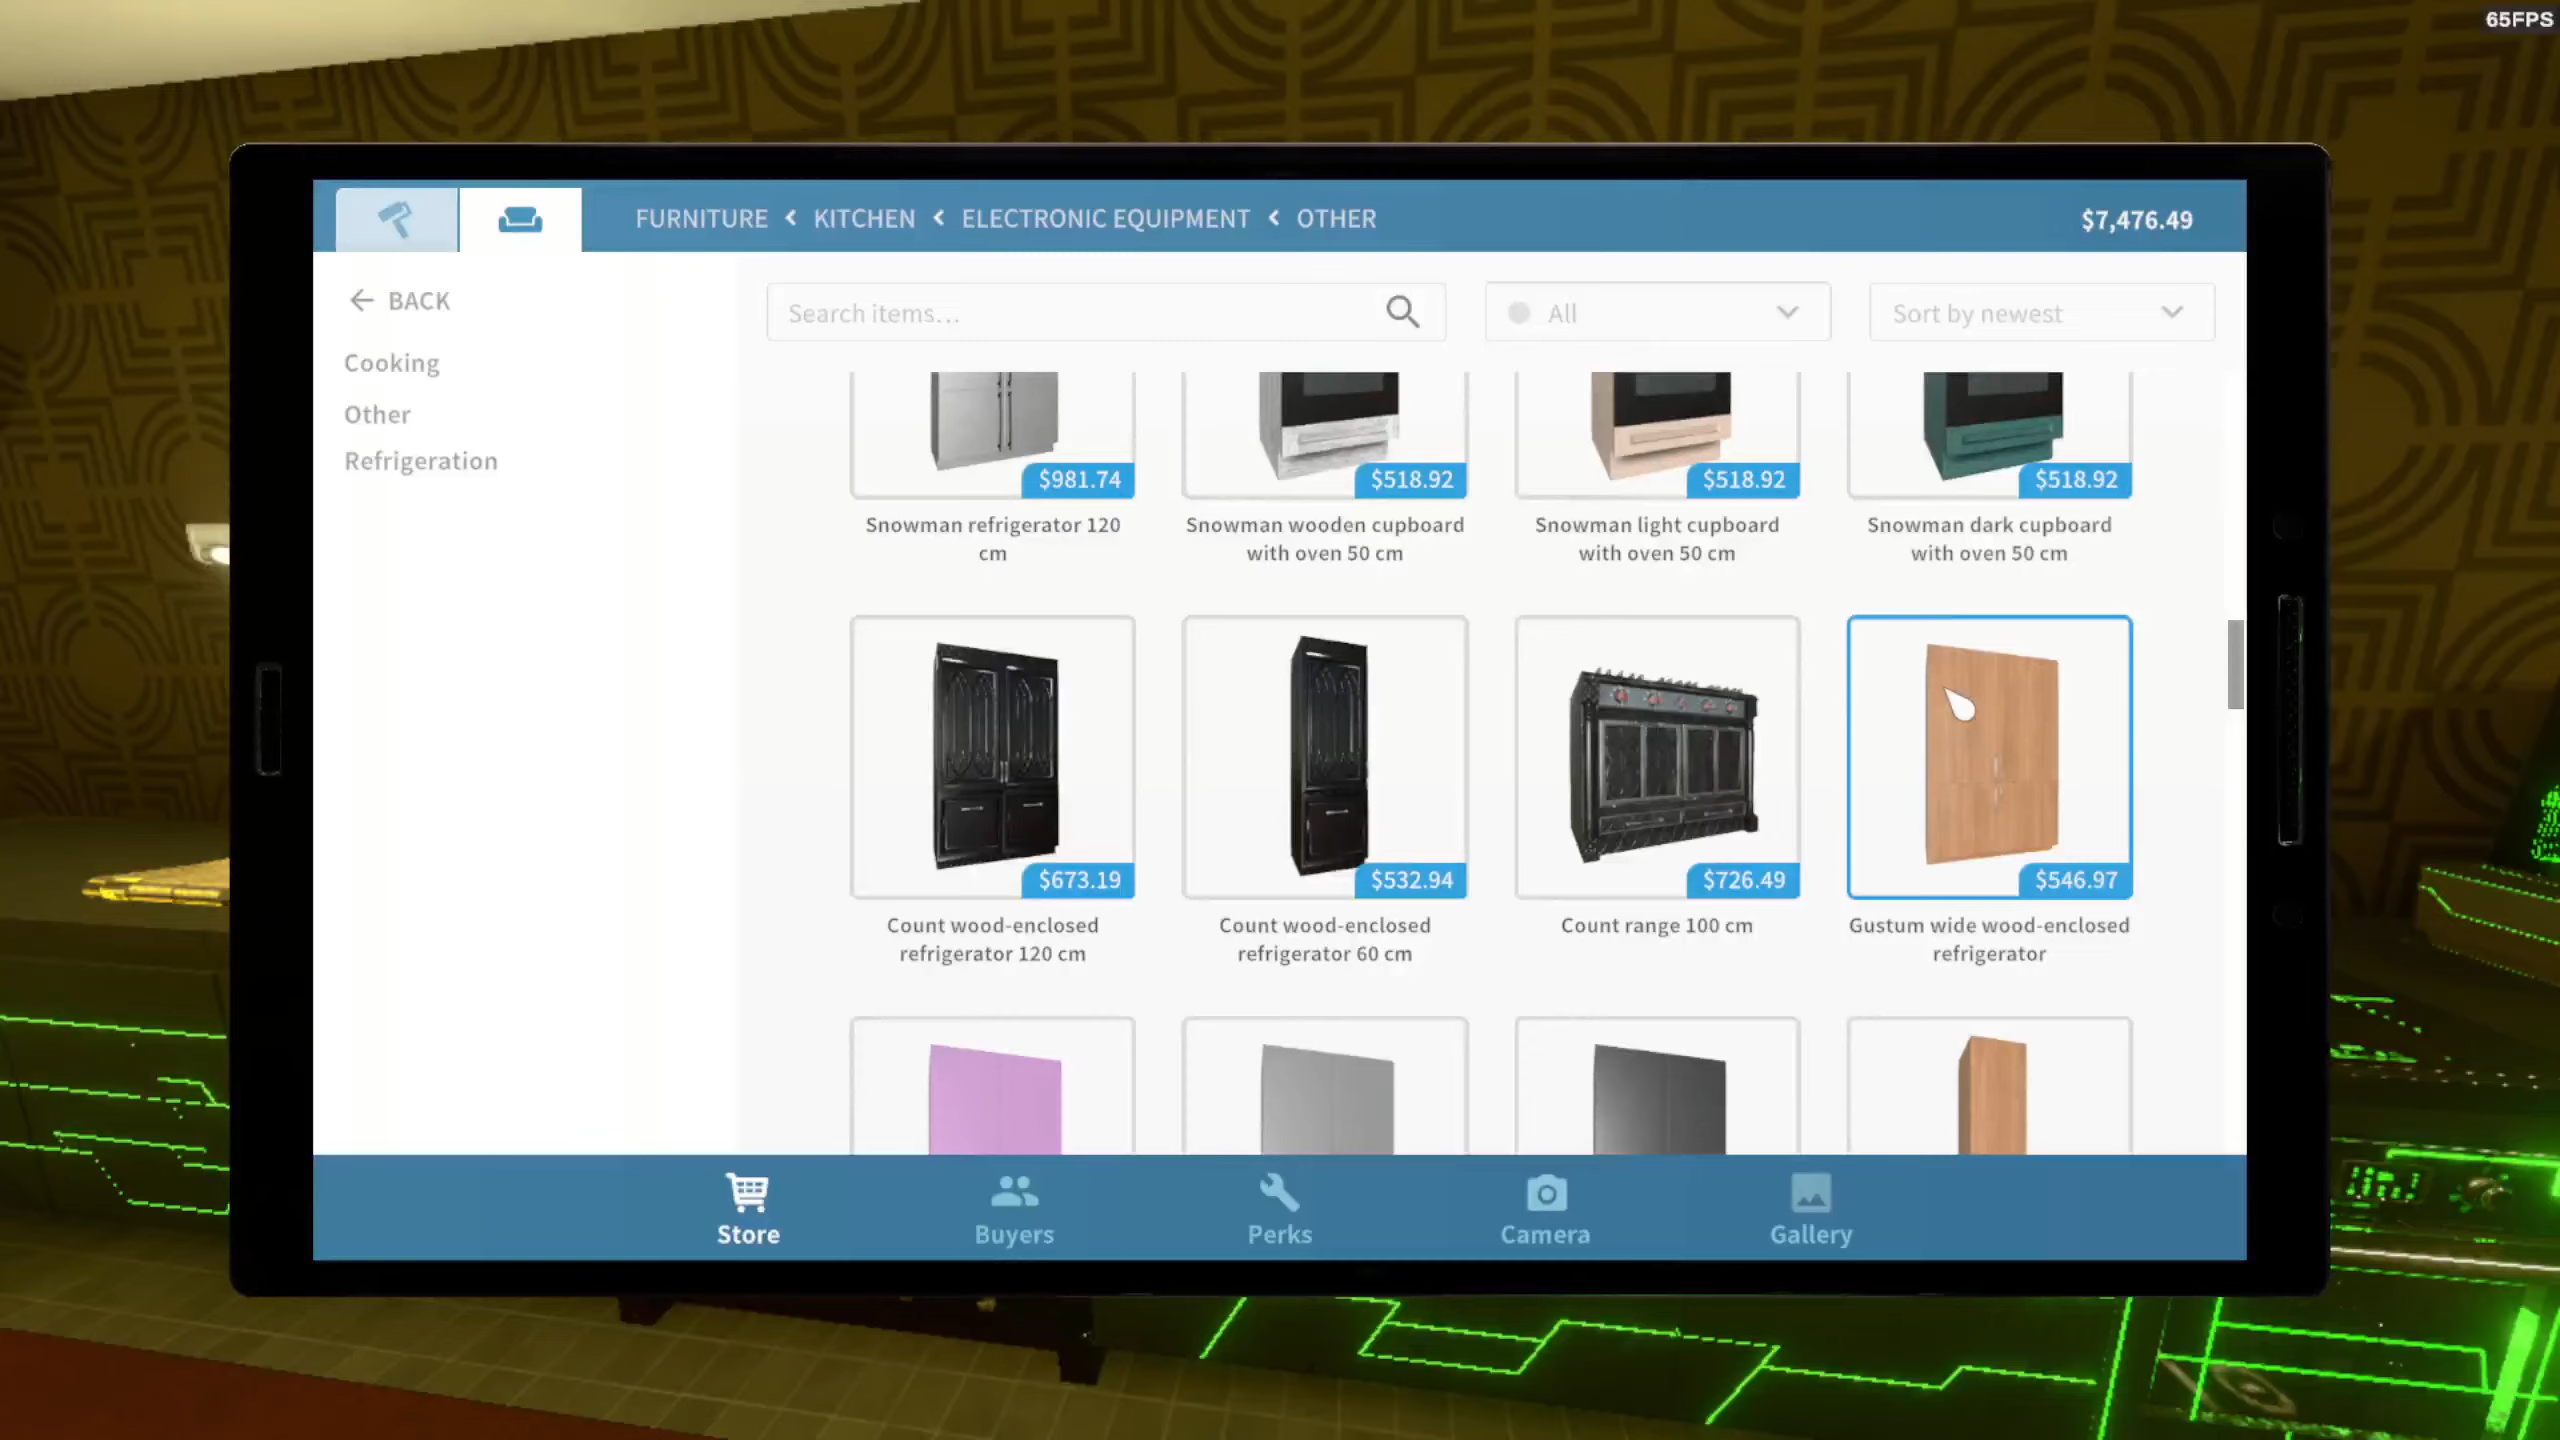 65FPS
FURNITURE < KITCHEN < ELECTRONIC EQUIPMENT < OTHER
$7,476.49
BACK
Cooking
Other
Refrigeration
Search items...
All
Sort by newest
$981.74
$518.92
$518.92
$518.92
Snowman refrigerator 120
cm
Snowman wooden cupboard
with oven 50 cm
Snowman light cupboard
with oven 50 cm
Snowman dark cupboard
with oven 50 cm
$673.19
$532.94
$726.49
$546.97
Count wood-enclosed
refrigerator 120 cm
Count wood-enclosed
refrigerator 60 cm
Count range 100 cm
Gustum wide wood-enclosed
refrigerator
Store
Buyers
Perks
Camera
Gallery